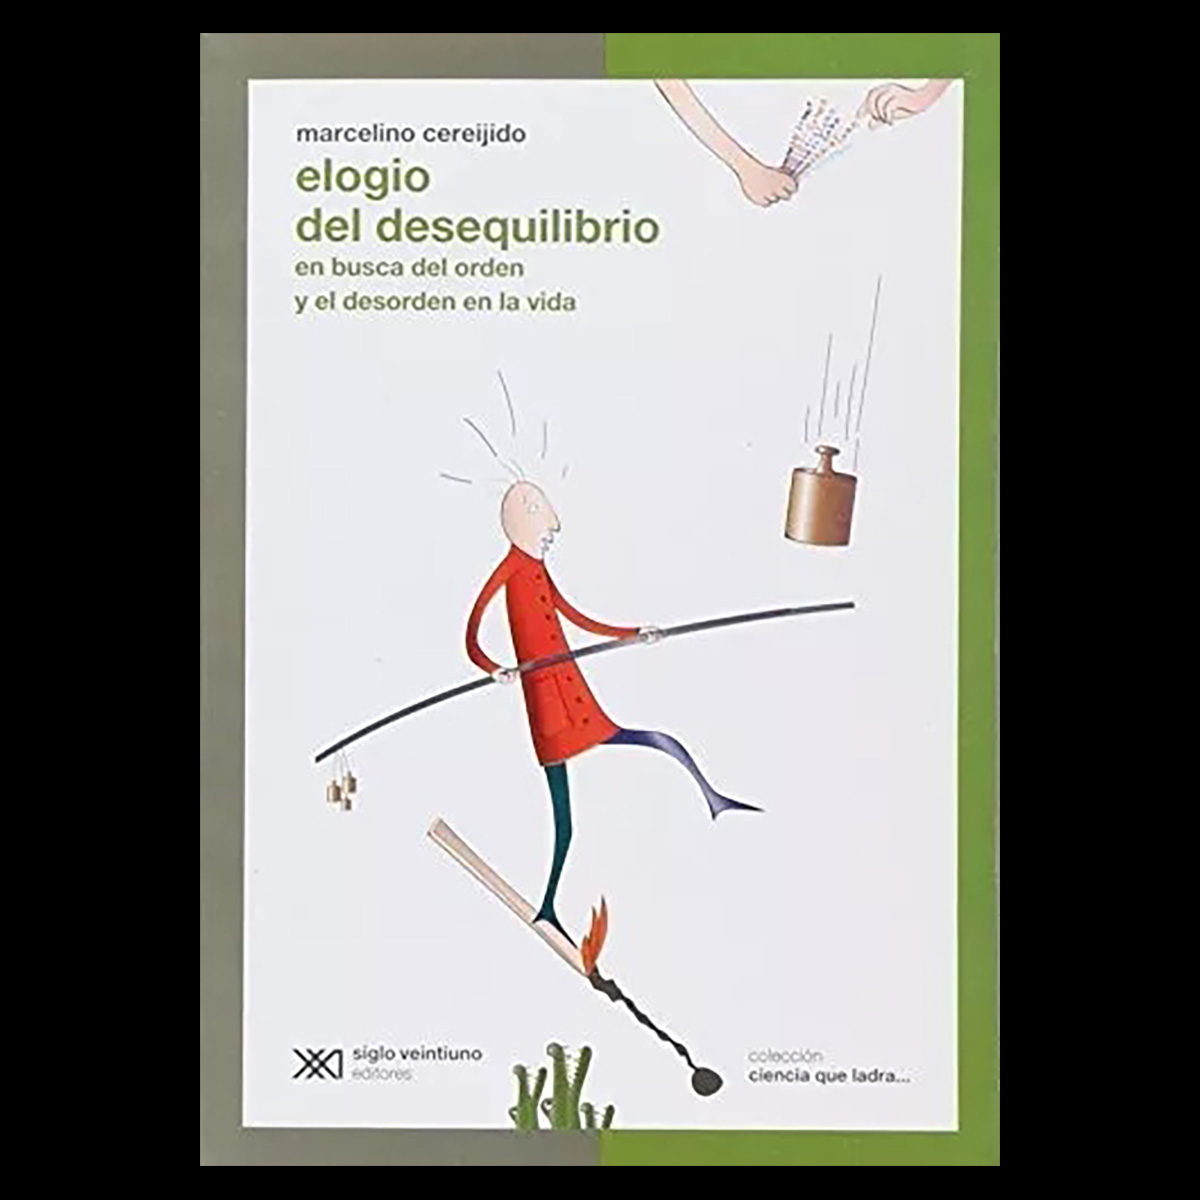 marcelino cereijido
elogio
del desequilibrio
en busca del orden
y el desorden en la vida
siglo veintiuno
editores
colección
ciencia que ladra...